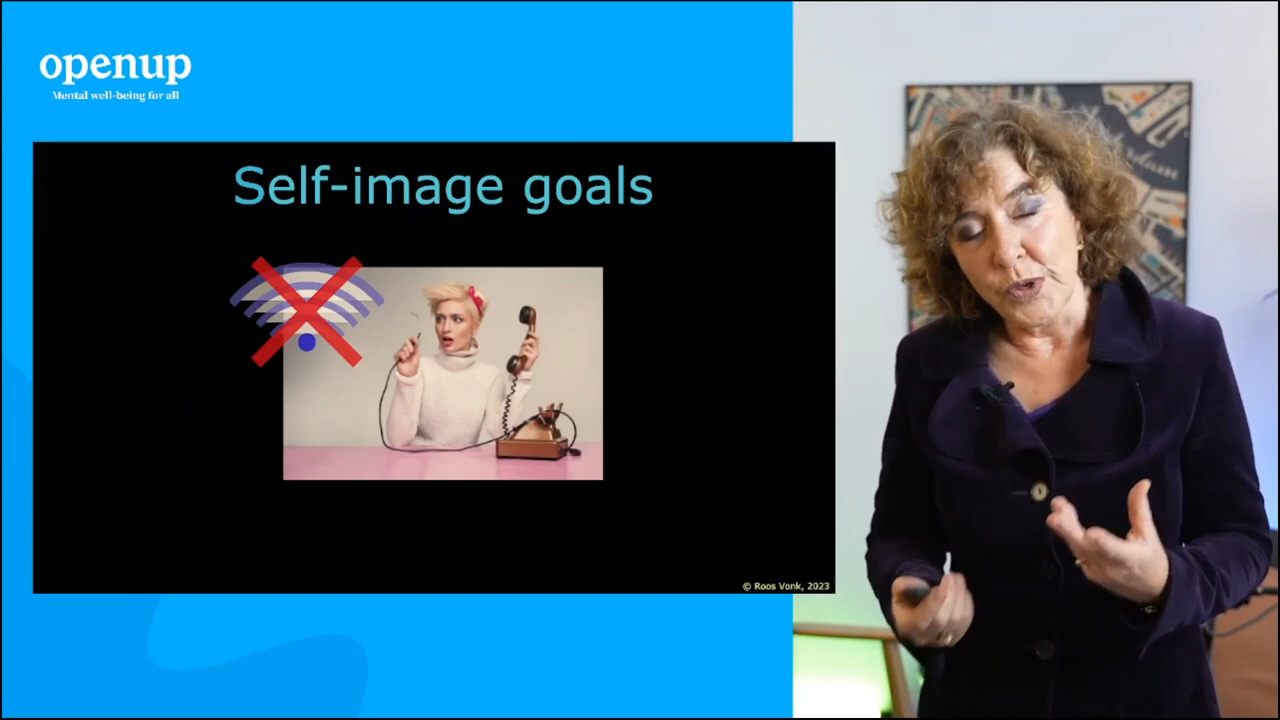 openup
Mental well-being for all
Self-image goals
© Roos Vonk, 2023